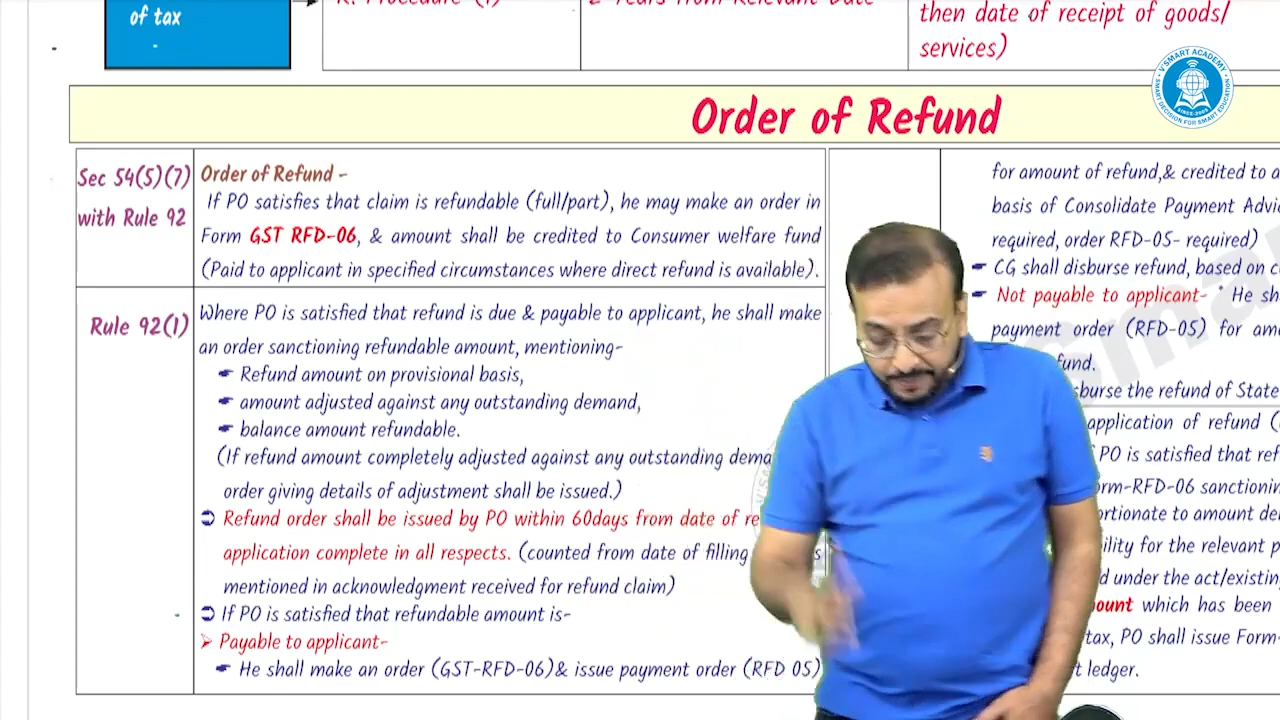 of tax
2 Years from Relevant Date
then date of receipt of goods/
services)
V'SMART ACADEMY
SMART DECISION FOR SMART EDUCATION
Order of Refund
Sec 54(5)(7)
with Rule 92
Order of Refund -
If PO satisfies that claim is refundable (full/part), he may make an order in
Form GST RFD-06, & amount shall be credited to Consumer welfare fund
(Paid to applicant in specified circumstances where direct refund is available).
Rule 92(1)
Where PO is satisfied that refund is due & payable to applicant, he shall make
an order sanctioning refundable amount, mentioning-
☛ Refund amount on provisional basis,
☛ amount adjusted against any outstanding demand,
☛ balance amount refundable.
(If refund amount completely adjusted against any outstanding dema
order giving details of adjustment shall be issued.)
➲ Refund order shall be issued by PO within 60days from date of re
application complete in all respects. (counted from date of filling
mentioned in acknowledgment received for refund claim)
➲ If PO is satisfied that refundable amount is-
➢ Payable to applicant-
☛ He shall make an order (GST-RFD-06)& issue payment order (RFD 05)
for amount of refund,& credited to a
basis of Consolidate Payment Advi
required, order RFD-05- required)
☛ CG shall disburse refund, based on c
☛ Not payable to applicant- * He sh
payment order (RFD-05) for am
fund.
burse the refund of State
application of refund (
PO is satisfied that ref
orm-RFD-06 sanctionin
ortionate to amount de
ility for the relevant p
d under the act/existing
ount which has been
tax, PO shall issue Form-
t ledger.